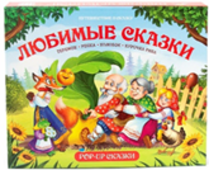 ЛЮБИМЫЕ СКАЗКИ
ТЕРЕМОК • РЕПКА • КОЛОБОК • КУРОЧКА РЯБА
POP-UP СКАЗКИ